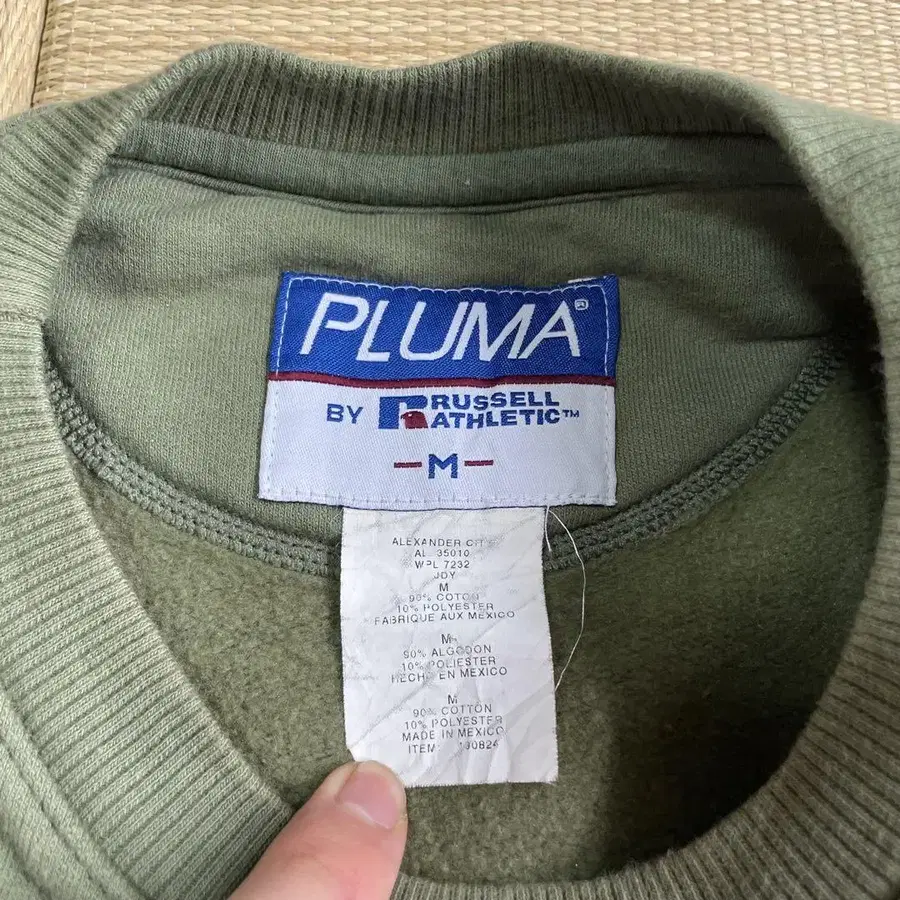 PLUMA®
BY RUSSELL
ATHLETIC™
M
ALEXANDER CITY
AL 35010
WPL 7232
JDY
M
90% COTON
10% POLYESTER
FABRIQUE AUX MEXICO
M
90% ALGODON
10% POLIESTER
HECHO EN MEXICO
M
90% COTTON
10% POLYESTER
MADE IN MEXICO
ITEM: